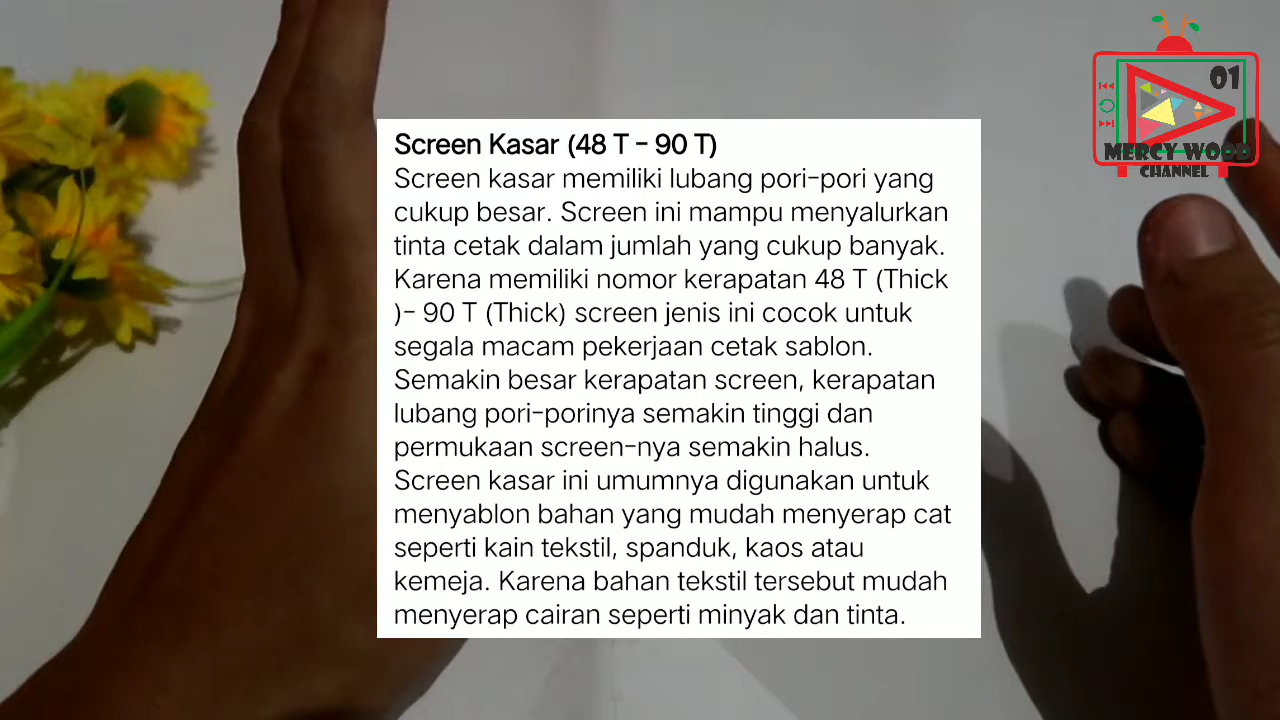 01
MERCY WOOD
CHANNEL
Screen Kasar (48 T - 90 T)
Screen kasar memiliki lubang pori-pori yang
cukup besar. Screen ini mampu menyalurkan
tinta cetak dalam jumlah yang cukup banyak.
Karena memiliki nomor kerapatan 48 T (Thick
)- 90 T (Thick) screen jenis ini cocok untuk
segala macam pekerjaan cetak sablon.
Semakin besar kerapatan screen, kerapatan
lubang pori-porinya semakin tinggi dan
permukaan screen-nya semakin halus.
Screen kasar ini umumnya digunakan untuk
menyablon bahan yang mudah menyerap cat
seperti kain tekstil, spanduk, kaos atau
kemeja. Karena bahan tekstil tersebut mudah
menyerap cairan seperti minyak dan tinta.